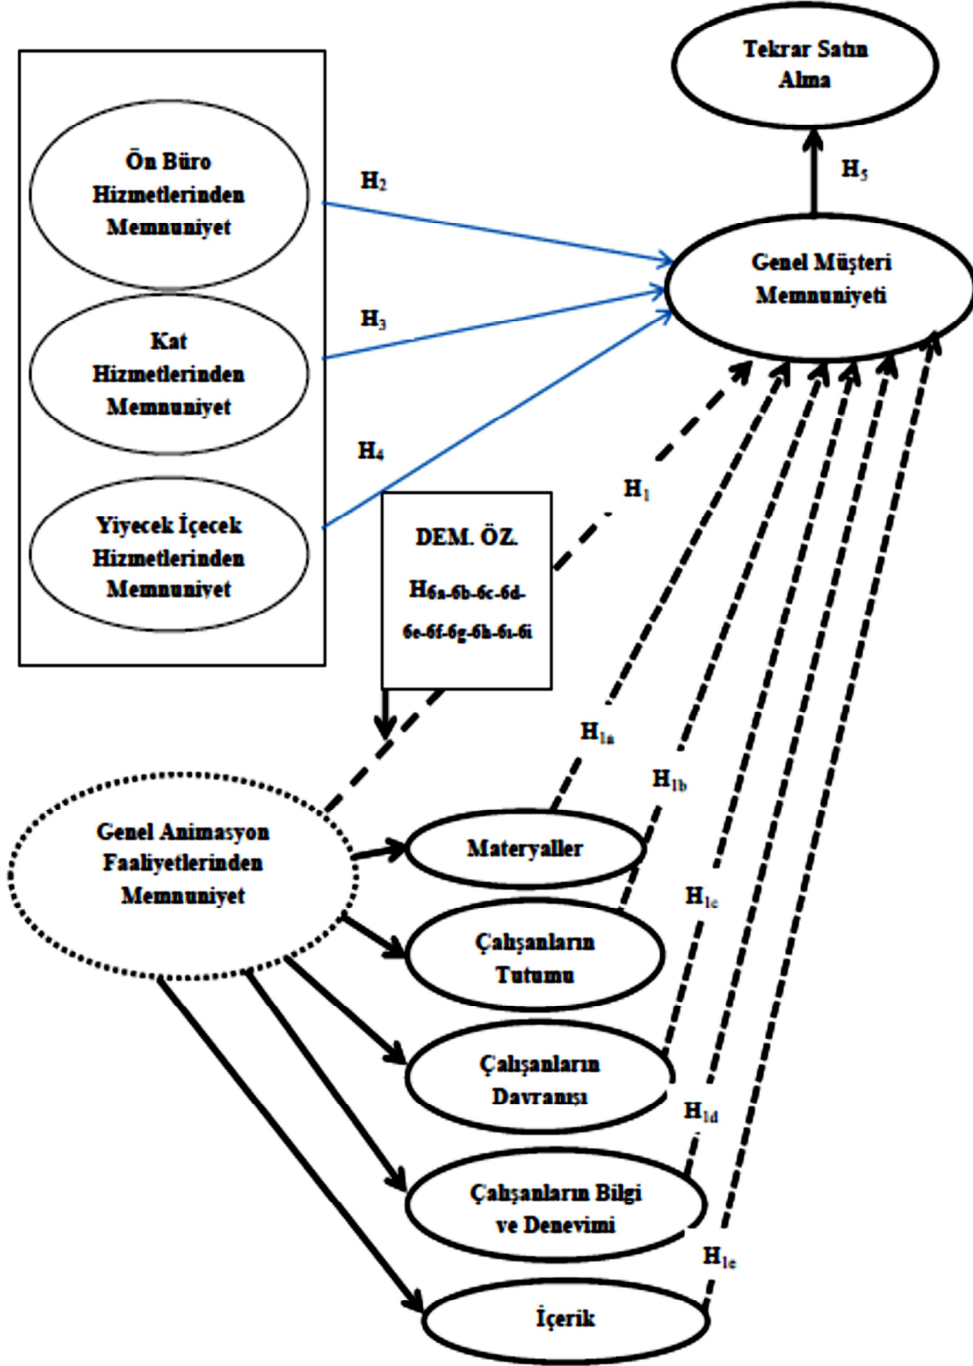 Tekrar Satın
Alma
H5
Genel Müşteri
Memnuniyeti
Ön Büro
Hizmetlerinden
Memnuniyet
H2
Kat
Hizmetlerinden
Memnuniyet
H3
Yiyecek İçecek
Hizmetlerinden
Memnuniyet
H4
DEM. ÖZ.
H6a-6b-6c-6d-
6e-6f-6g-6h-6ı-6i
H1
Genel Animasyon
Faaliyetlerinden
Memnuniyet
H1a
Materyaller
H1b
Çalışanların
Tutumu
H1c
Çalışanların
Davranışı
H1d
Çalışanların Bilgi
ve Denevimi
H1e
İçerik